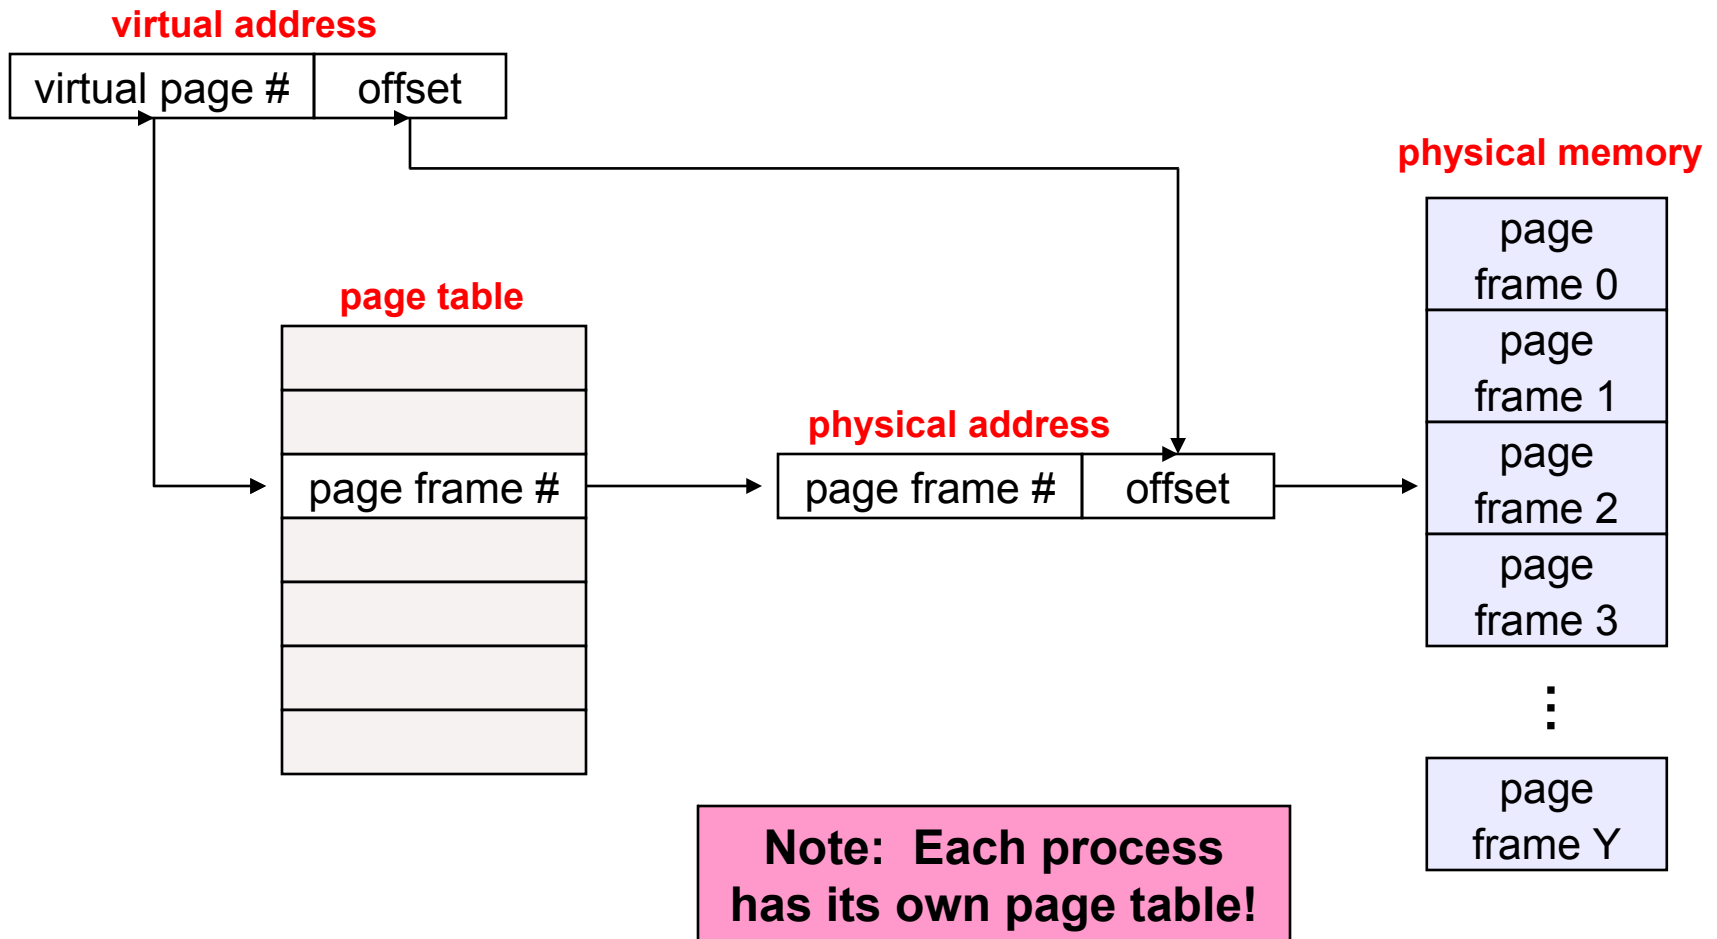 virtual address
virtual page #
offset
physical memory
page
frame 0
page
frame 1
page
frame 2
page
frame 3
⋮
page
frame Y
page table
page frame #
physical address
page frame #
offset
Note:  Each process
has its own page table!